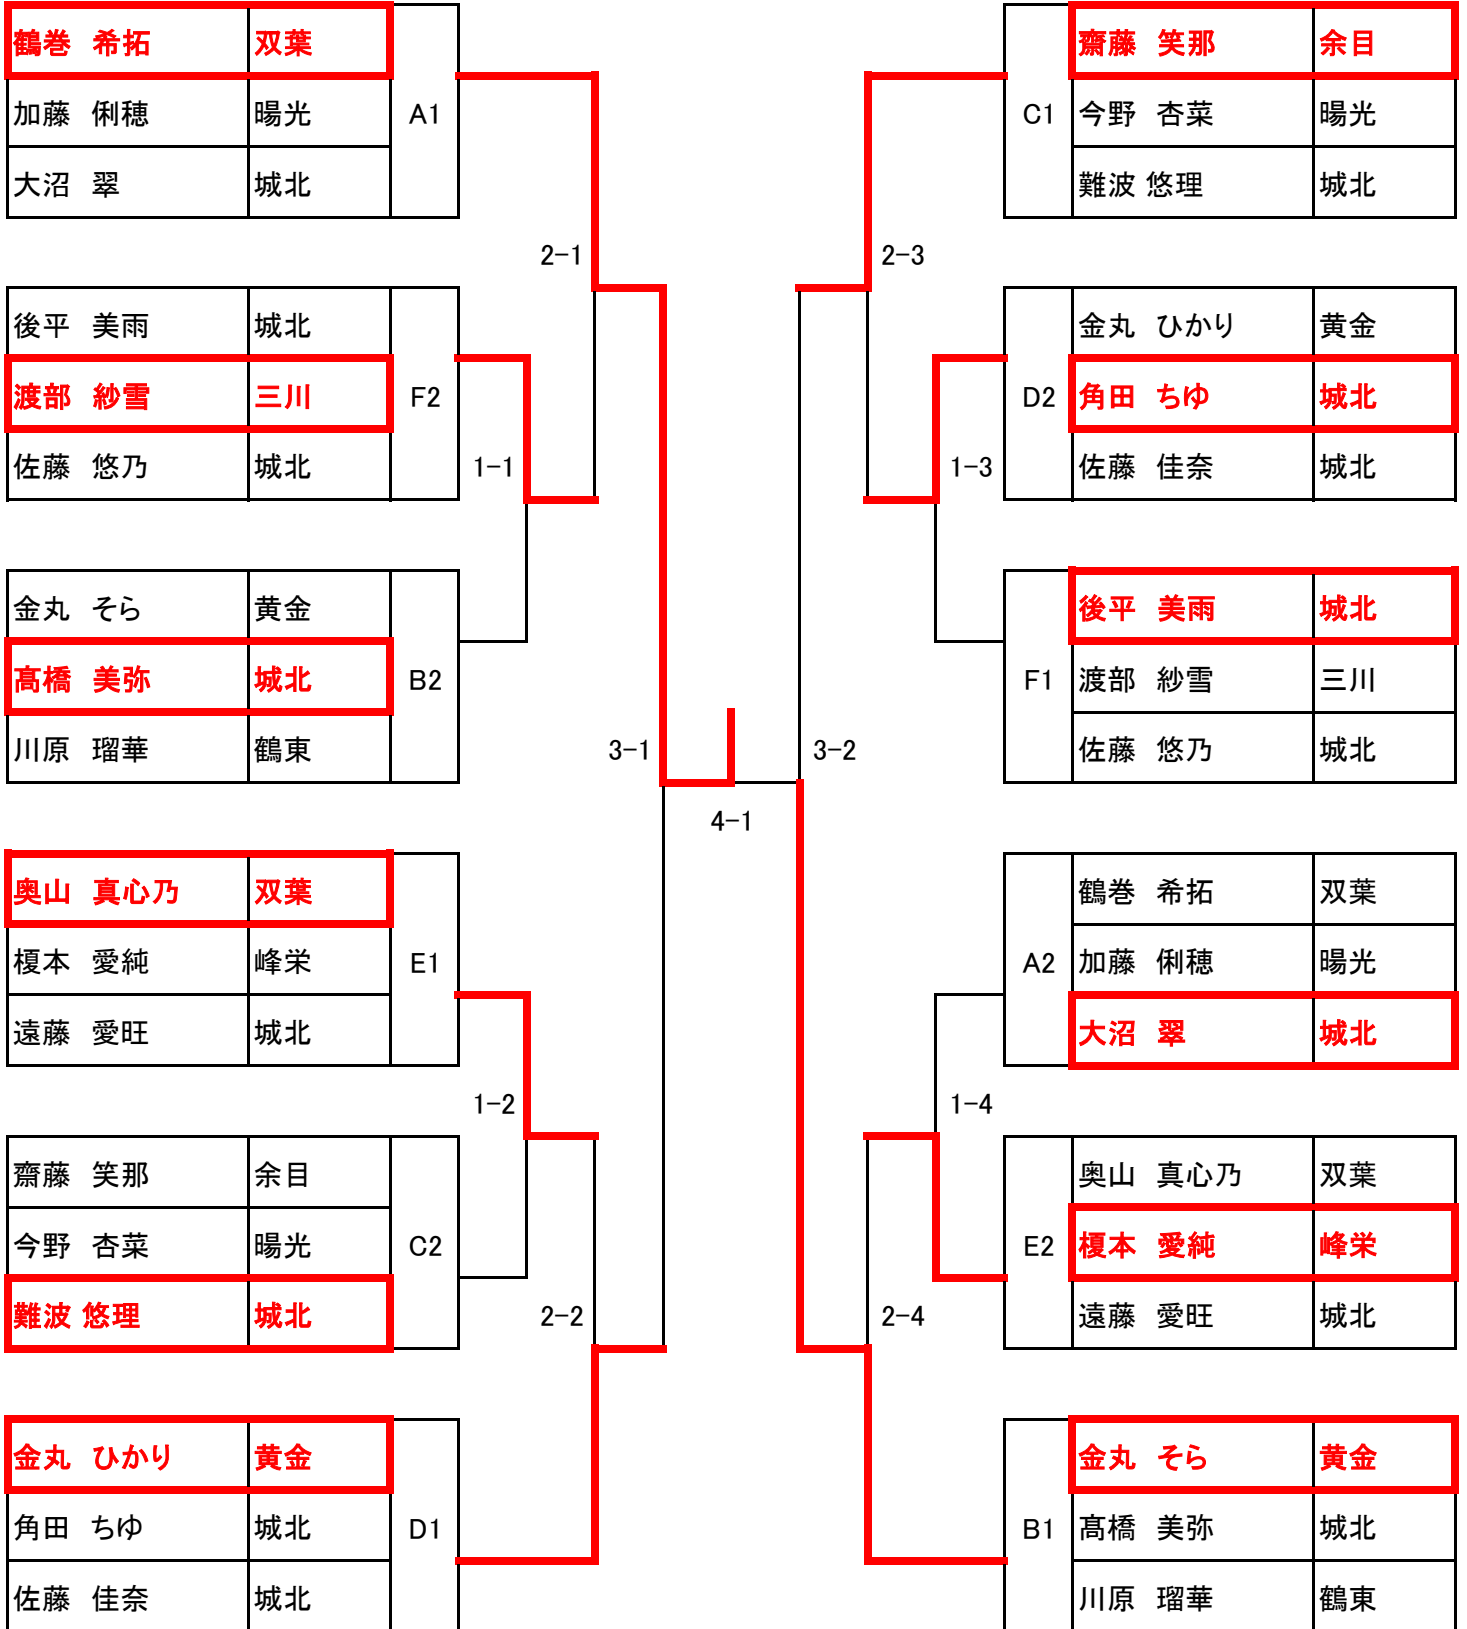 鶴巻 希拓 双葉
加藤 俐穂 暘光 A1
大沼 翠 城北
2-1
後平 美雨 城北
渡部 紗雪 三川 F2
佐藤 悠乃 城北 1-1
金丸 そら 黄金
髙橋 美弥 城北 B2
川原 瑠華 鶴東 3-1
4-1
奥山 真心乃 双葉
榎本 愛純 峰栄 E1
遠藤 愛旺 城北
1-2
齋藤 笑那 余目
今野 杏菜 暘光 C2
難波 悠理 城北 2-2
金丸 ひかり 黄金
角田 ちゆ 城北 D1
佐藤 佳奈 城北
齋藤 笑那 余目
C1 今野 杏菜 暘光
難波 悠理 城北
2-3
金丸 ひかり 黄金
D2 角田 ちゆ 城北
1-3 佐藤 佳奈 城北
後平 美雨 城北
F1 渡部 紗雪 三川
3-2 佐藤 悠乃 城北
鶴巻 希拓 双葉
A2 加藤 俐穂 暘光
大沼 翠 城北
1-4
奥山 真心乃 双葉
E2 榎本 愛純 峰栄
2-4 遠藤 愛旺 城北
金丸 そら 黄金
B1 髙橋 美弥 城北
川原 瑠華 鶴東